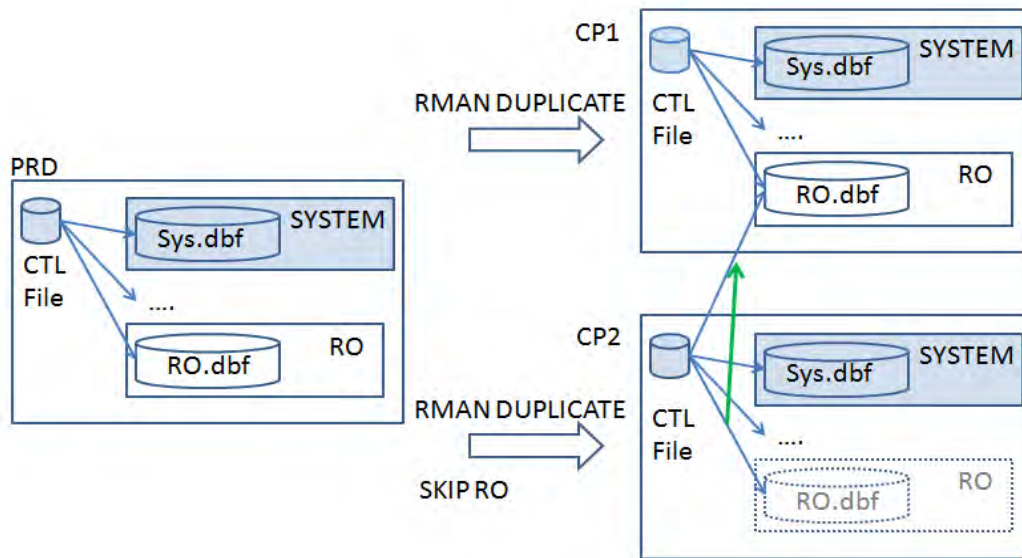 PRD
CTL
File
SYSTEM
Sys.dbf
....
RO
RO.dbf
RMAN DUPLICATE
CP1
CTL
File
SYSTEM
Sys.dbf
....
RO
RO.dbf
RMAN DUPLICATE
SKIP RO
CP2
CTL
File
SYSTEM
Sys.dbf
....
RO
RO.dbf